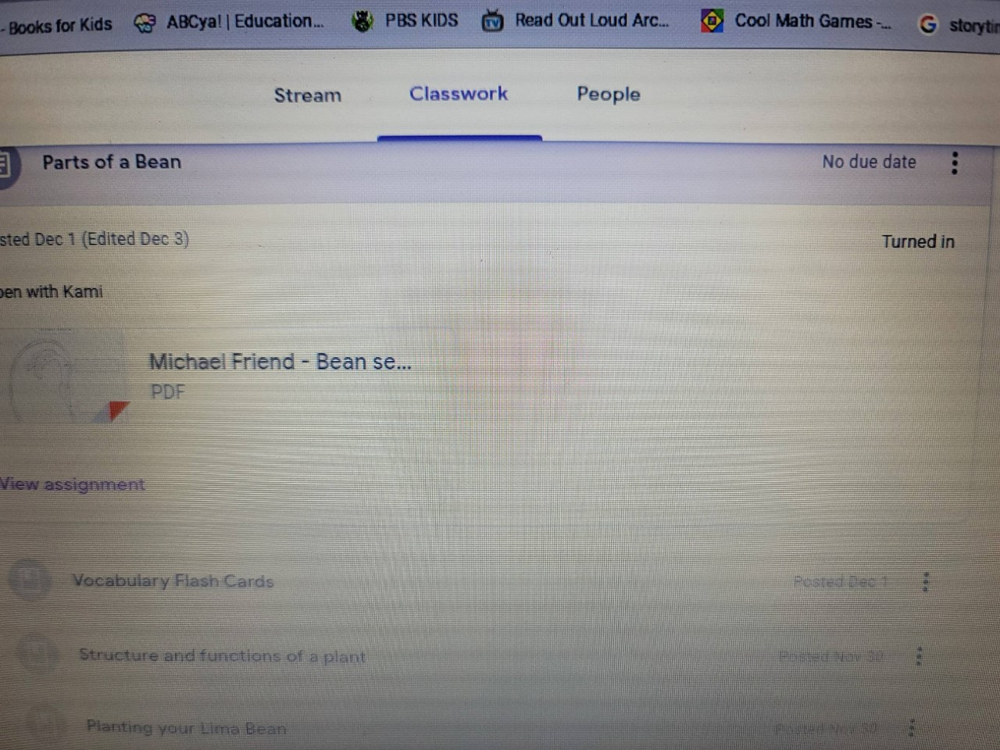 - Books for Kids ABCya! | Education... PBS KIDS Read Out Loud Arc... Cool Math Games -... storytir
Stream Classwork People
Parts of a Bean No due date
sted Dec 1 (Edited Dec 3) Turned in
pen with Kami
Michael Friend - Bean se...
PDF
View assignment
Vocabulary Flash Cards Posted Dec 1
Structure and functions of a plant Posted Nov 30
Planting your Lima Bean Posted Nov 30